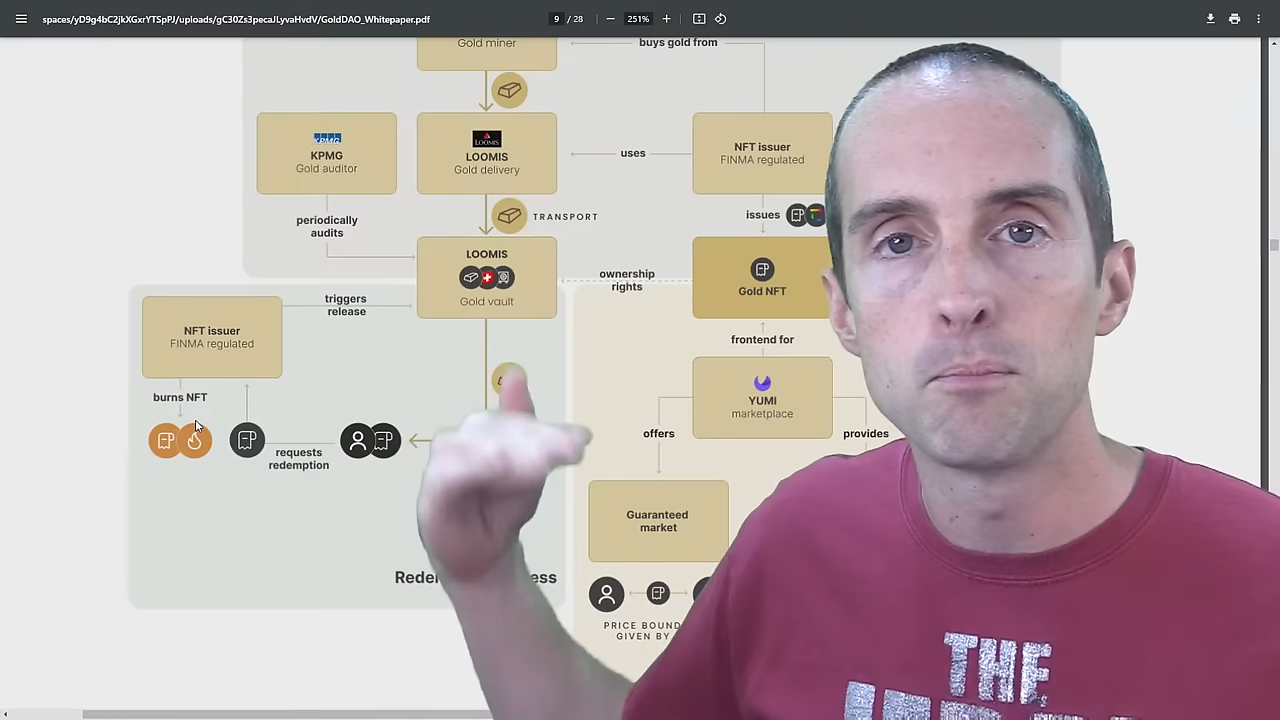 spaces/yD9g4bC2jkXGxrYTSpPJ/uploads/gC30Zs3pecaJLyvaHvdV/GoldDAO_Whitepaper.pdf
9 / 28
251%
Gold miner
buys gold from
KPMG
KPMG
Gold auditor
LOOMIS
LOOMIS
Gold delivery
uses
NFT issuer
FINMA regulated
periodically
audits
TRANSPORT
issues
LOOMIS
Gold vault
ownership
rights
Gold NFT
NFT issuer
FINMA regulated
triggers
release
frontend for
burns NFT
YUMI
marketplace
offers
provides
requests
redemption
Guaranteed
market
PRICE BOUND
GIVEN BY
THE